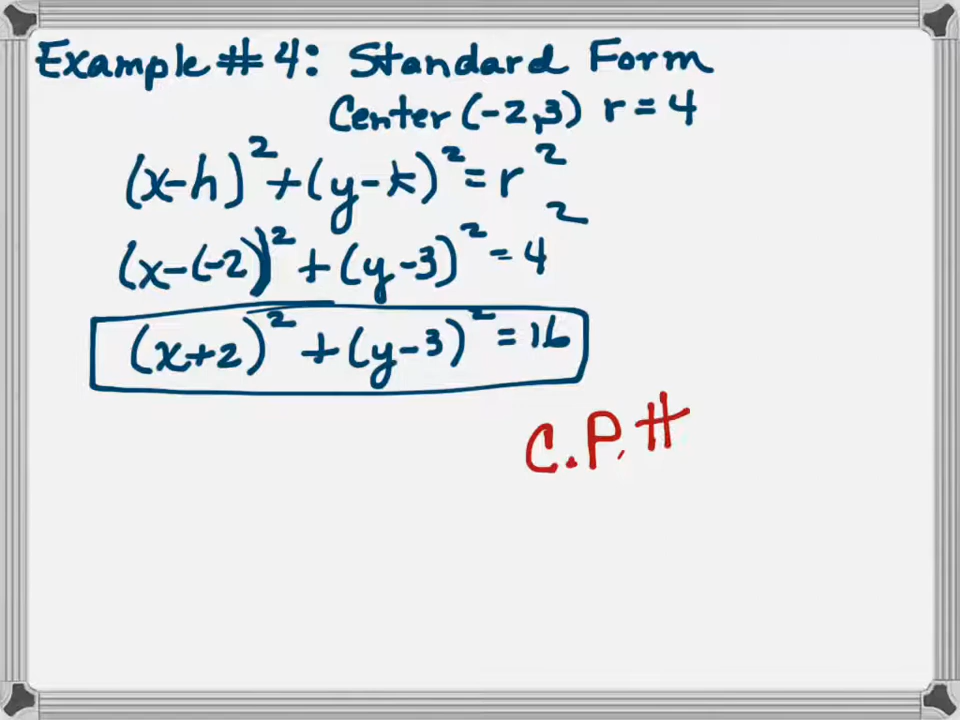 Example # 4: Standard Form
Center (-2,3) r = 4
(x-h)² + (y-k)² = r²
(x-(-2))² + (y-3)² = 4²
(x+2)² + (y-3)² = 16
C.P. #